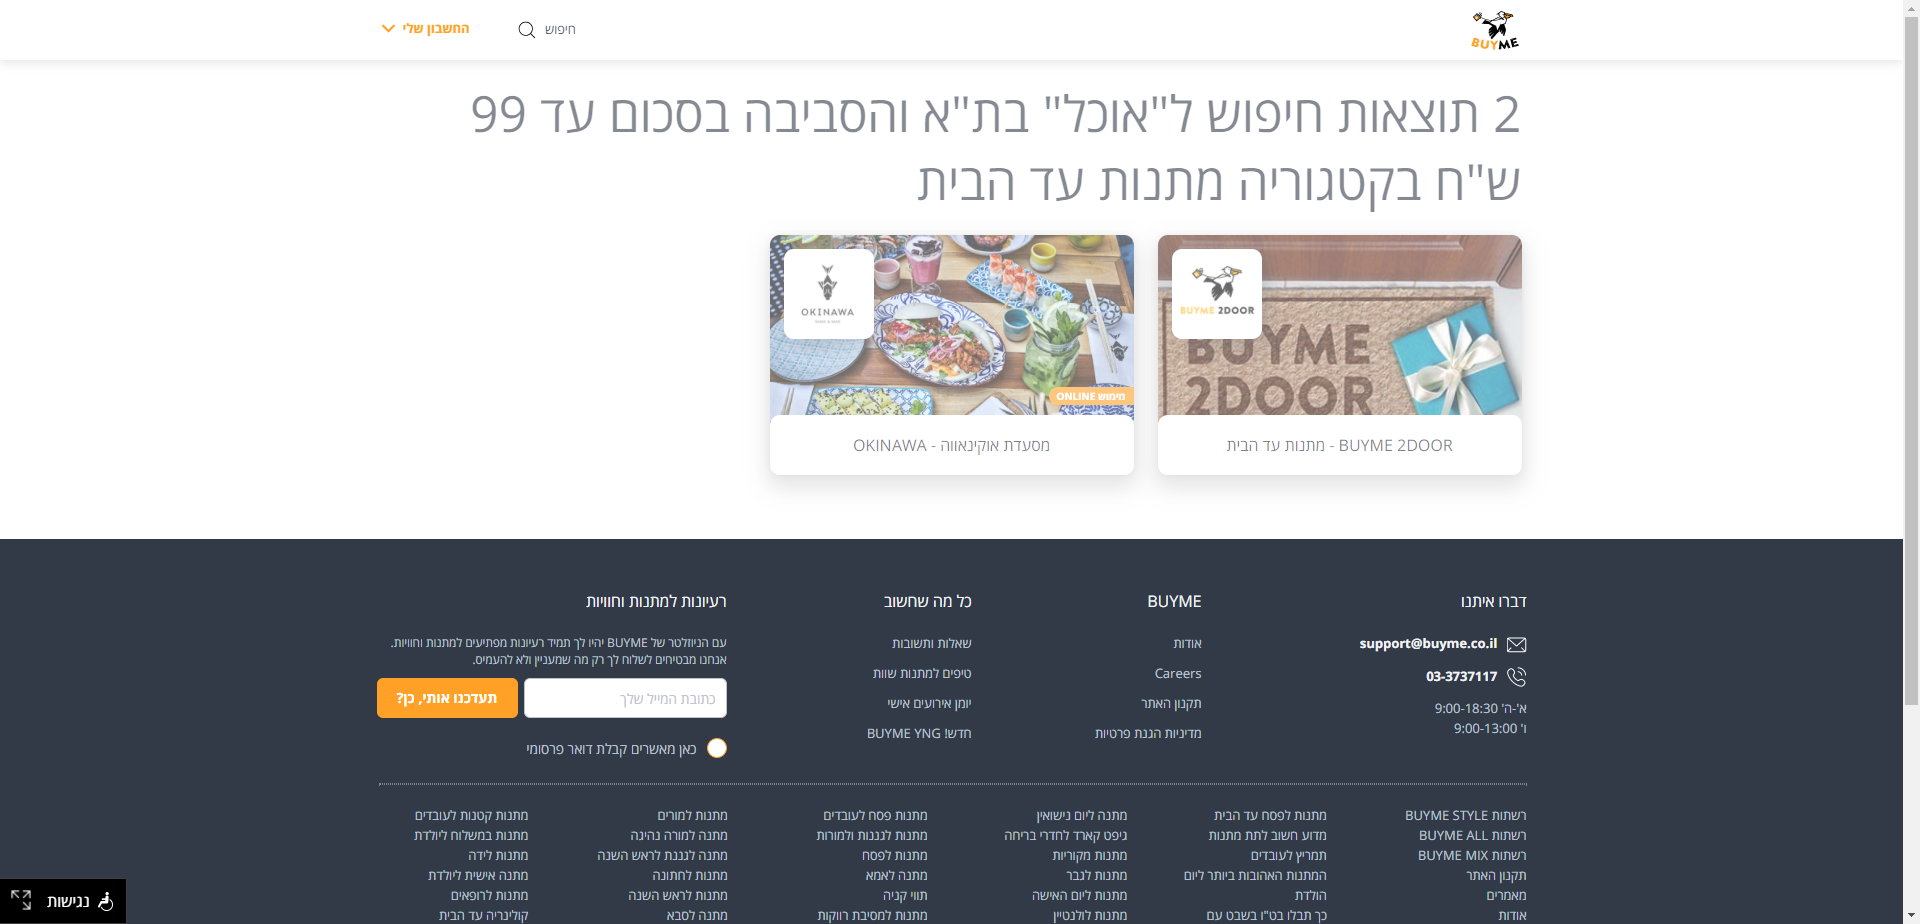 BUYME
חיפוש
החשבון שלי
2 תוצאות חיפוש ל"אוכל" בת"א והסביבה בסכום עד 99
ש"ח בקטגוריה מתנות עד הבית
BUYME 2DOOR
BUYME
2DOOR
BUYME 2DOOR - מתנות עד הבית
OKINAWA
מימוש ONLINE
מסעדת אוקינאווה - OKINAWA
דברו איתנו
support@buyme.co.il
03-3737117
א'-ה' 9:00-18:30
ו' 9:00-13:00
BUYME
אודות
Careers
תקנון האתר
מדיניות הגנת פרטיות
כל מה שחשוב
שאלות ותשובות
טיפים למתנות שוות
יומן אירועים אישי
חדש! BUYME YNG
רעיונות למתנות וחוויות
עם הניוזלטר של BUYME יהיו לך תמיד רעיונות מפתיעים למתנות וחוויות.
אנחנו מבטיחים לשלוח לך רק מה שמעניין ולא להעמיס.
כתובת המייל שלך
תעדכנו אותי, כן?
כאן מאשרים קבלת דואר פרסומי
רשתות BUYME STYLE
רשתות BUYME ALL
רשתות BUYME MIX
תקנון האתר
מאמרים
אודות
מתנות לפסח עד הבית
מדוע חשוב לתת מתנות
תמריץ לעובדים
המתנות האהובות ביותר ליום
הולדת
כך תבלו בט"ו בשבט עם
מתנה ליום נישואין
גיפט קארד לחדרי בריחה
מתנות מקוריות
מתנות לגבר
מתנות ליום האישה
מתנות לולנטיין
מתנות פסח לעובדים
מתנות לגננות ולמורות
מתנות לפסח
מתנה לאמא
תווי קניה
מתנות למסיבת רווקות
מתנות למורים
מתנה למורה נהיגה
מתנה לגננת לראש השנה
מתנות לחתונה
מתנות לראש השנה
מתנה לסבא
מתנות קטנות לעובדים
מתנות במשלוח ליולדת
מתנות לידה
מתנה אישית ליולדת
מתנות לרופאים
קולינריה עד הבית
נגישות